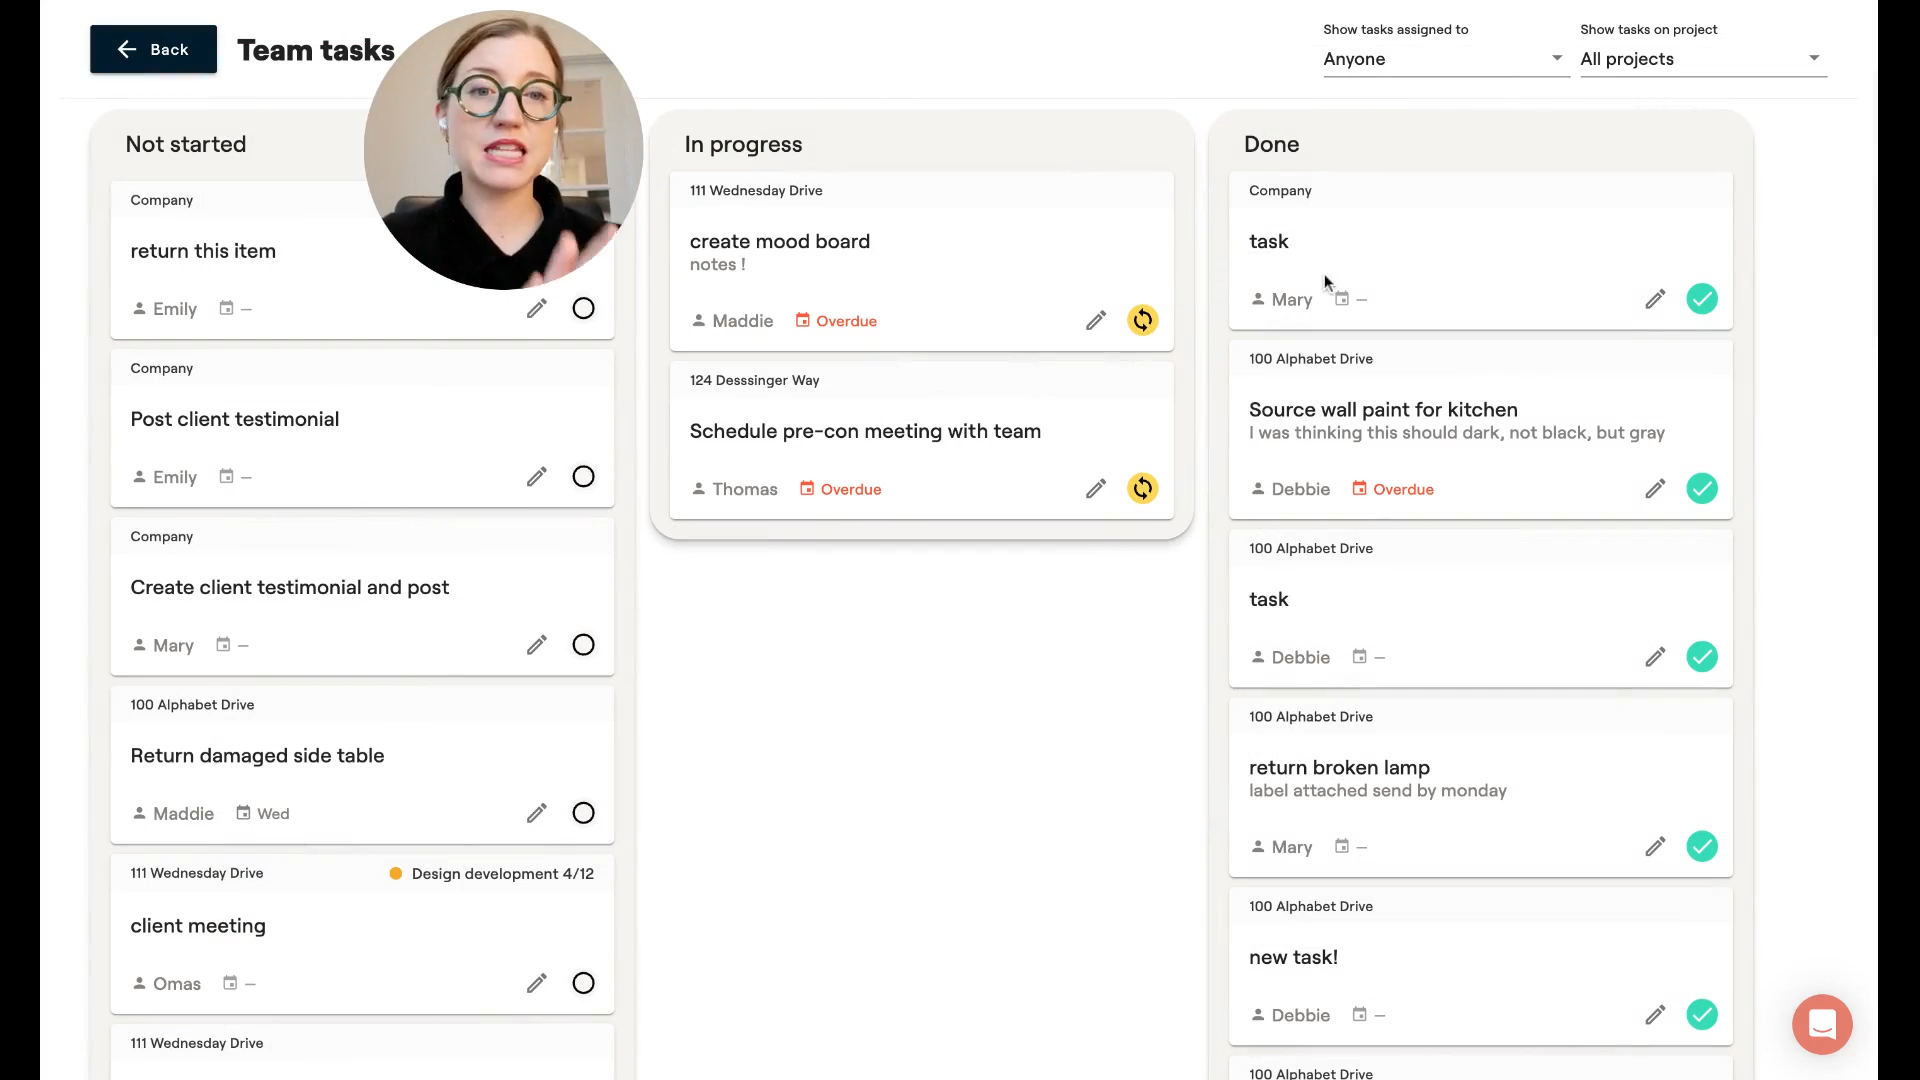 Back
Team tasks
Show tasks assigned to
Anyone
Show tasks on project
All projects
Not started
Company
return this item
Emily –
Company
Post client testimonial
Emily –
Company
Create client testimonial and post
Mary –
100 Alphabet Drive
Return damaged side table
Maddie Wed
111 Wednesday Drive Design development 4/12
client meeting
Omas –
111 Wednesday Drive
In progress
111 Wednesday Drive
create mood board
notes !
Maddie Overdue
124 Desssinger Way
Schedule pre-con meeting with team
Thomas Overdue
Done
Company
task
Mary –
100 Alphabet Drive
Source wall paint for kitchen
I was thinking this should dark, not black, but gray
Debbie Overdue
100 Alphabet Drive
task
Debbie –
100 Alphabet Drive
return broken lamp
label attached send by monday
Mary –
100 Alphabet Drive
new task!
Debbie –
100 Alphabet Drive